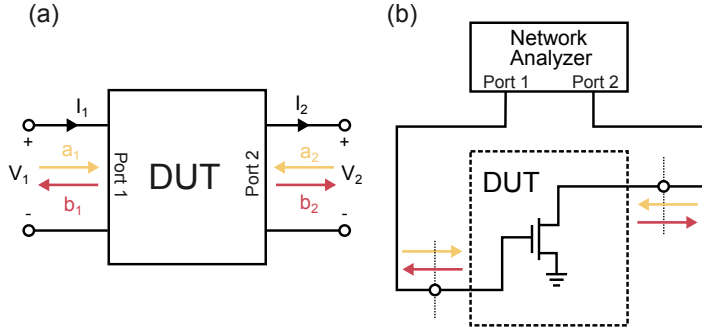 (a)
I₁
I₂
+
+
V₁
a₁
b₁
Port 1
DUT
Port 2
a₂
b₂
V₂
-
-
(b)
Network
Analyzer
Port 1
Port 2
DUT